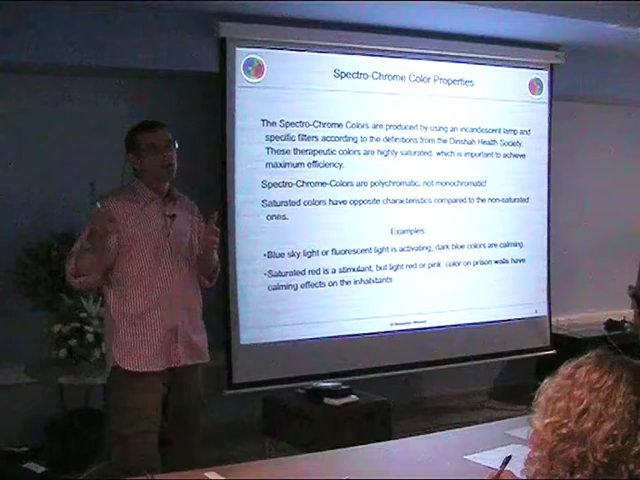 Spectro-Chrome Color Properties
The Spectro-Chrome Colors are produced by using an incandescent lamp and
specific filters according to the definitions from the Dinshah Health Society.
These therapeutic colors are highly saturated, which is important to achieve
maximum efficiency.
Spectro-Chrome-Colors are polychromatic, not monochromatic!
Saturated colors have opposite characteristics compared to the non-saturated
ones.
Examples:
•Blue sky light or fluorescent light is activating, dark blue colors are calming.
•Saturated red is a stimulant, but light red or pink color on prison walls have
calming effects on the inhabitants